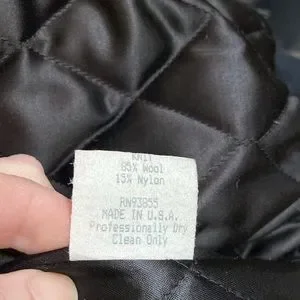 KNIT
85% Wool
15% Nylon
RN93855
MADE IN U.S.A.
Professionally Dry
Clean Only